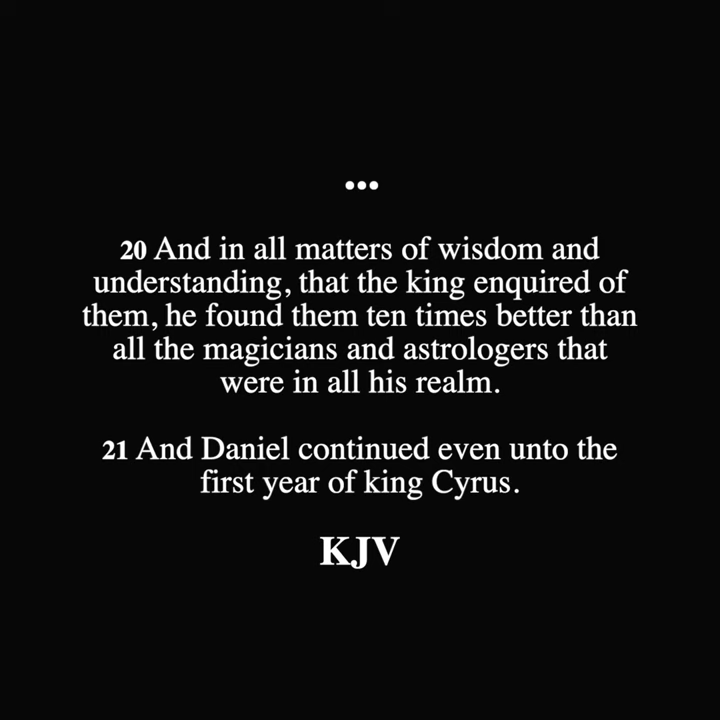 •••
20 And in all matters of wisdom and
understanding, that the king enquired of
them, he found them ten times better than
all the magicians and astrologers that
were in all his realm.
21 And Daniel continued even unto the
first year of king Cyrus.
KJV